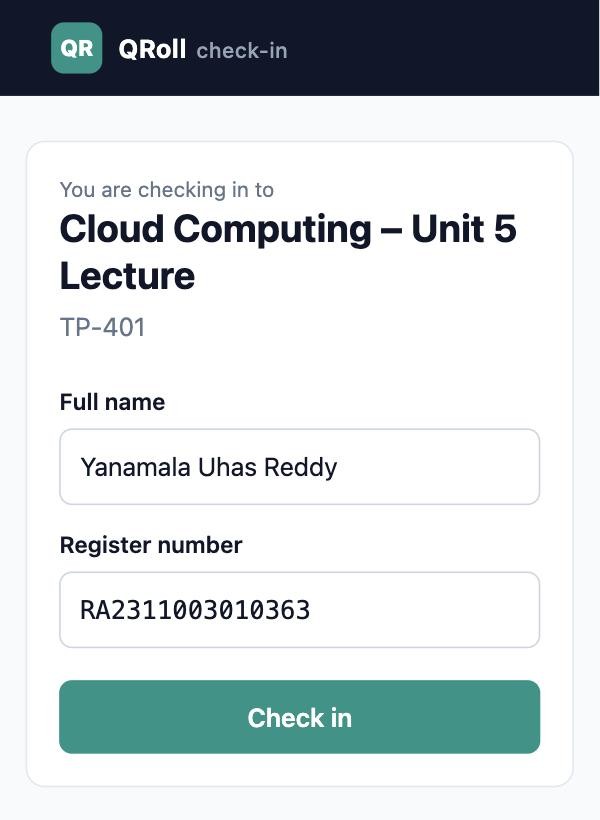 QR QRoll check-in
You are checking in to
Cloud Computing – Unit 5
Lecture
TP-401
Full name
Yanamala Uhas Reddy
Register number
RA2311003010363
Check in